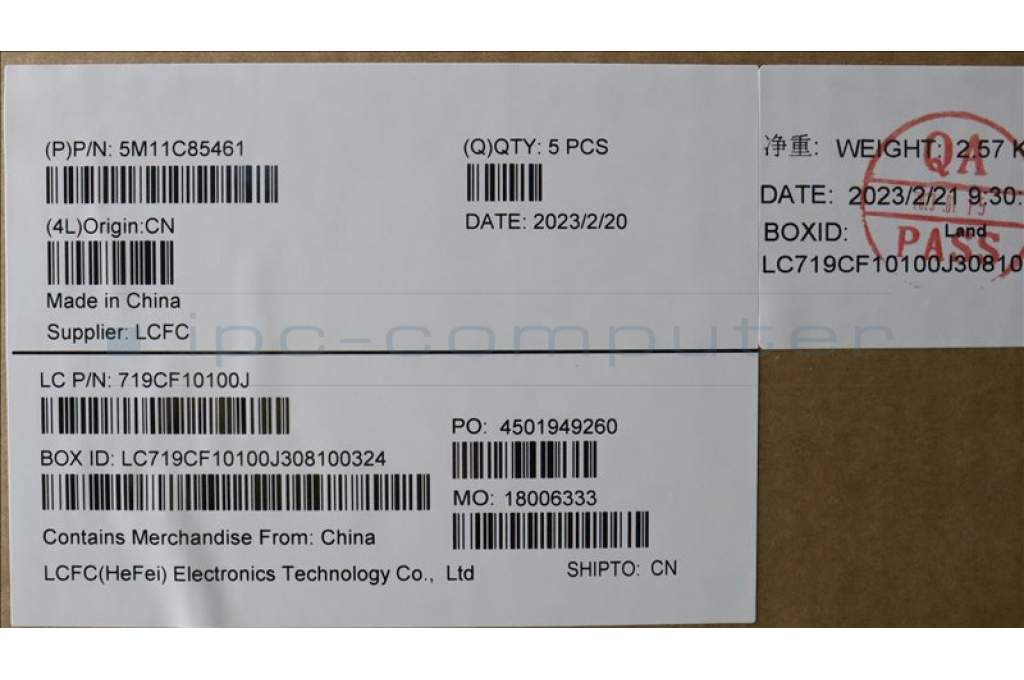 (P)P/N: 5M11C85461
(Q)QTY: 5 PCS
(4L)Origin:CN
DATE: 2023/2/20
Made in China
Supplier: LCFC
净重: WEIGHT: 2.57 K
DATE: 2023/2/21 9:30:
BOXID: Land
LC719CF10100J30810
QA
PASS
ipc-computer
LC P/N: 719CF10100J
PO: 4501949260
BOX ID: LC719CF10100J308100324
MO: 18006333
Contains Merchandise From: China
LCFC(HeFei) Electronics Technology Co., Ltd
SHIPTO: CN